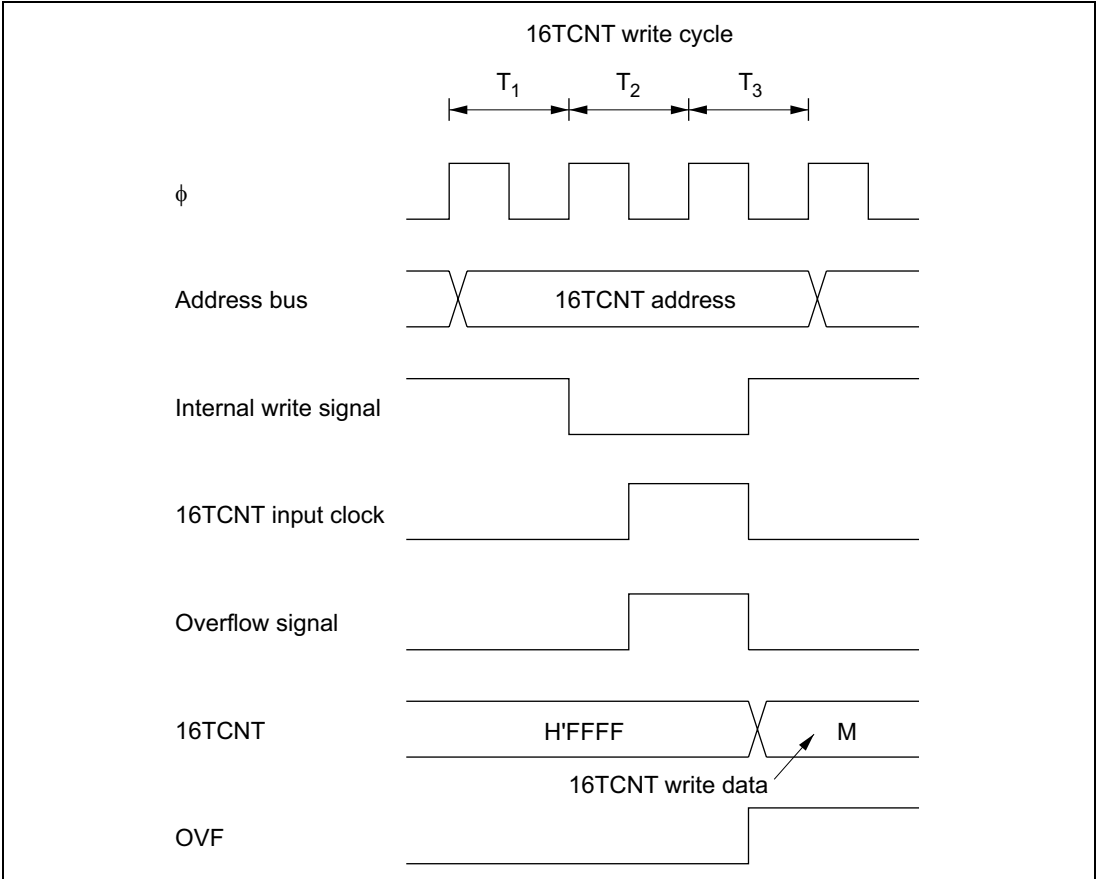 16TCNT write cycle
T1 T2 T3
ϕ
Address bus 16TCNT address
Internal write signal
16TCNT input clock
Overflow signal
16TCNT H'FFFF M
16TCNT write data
OVF